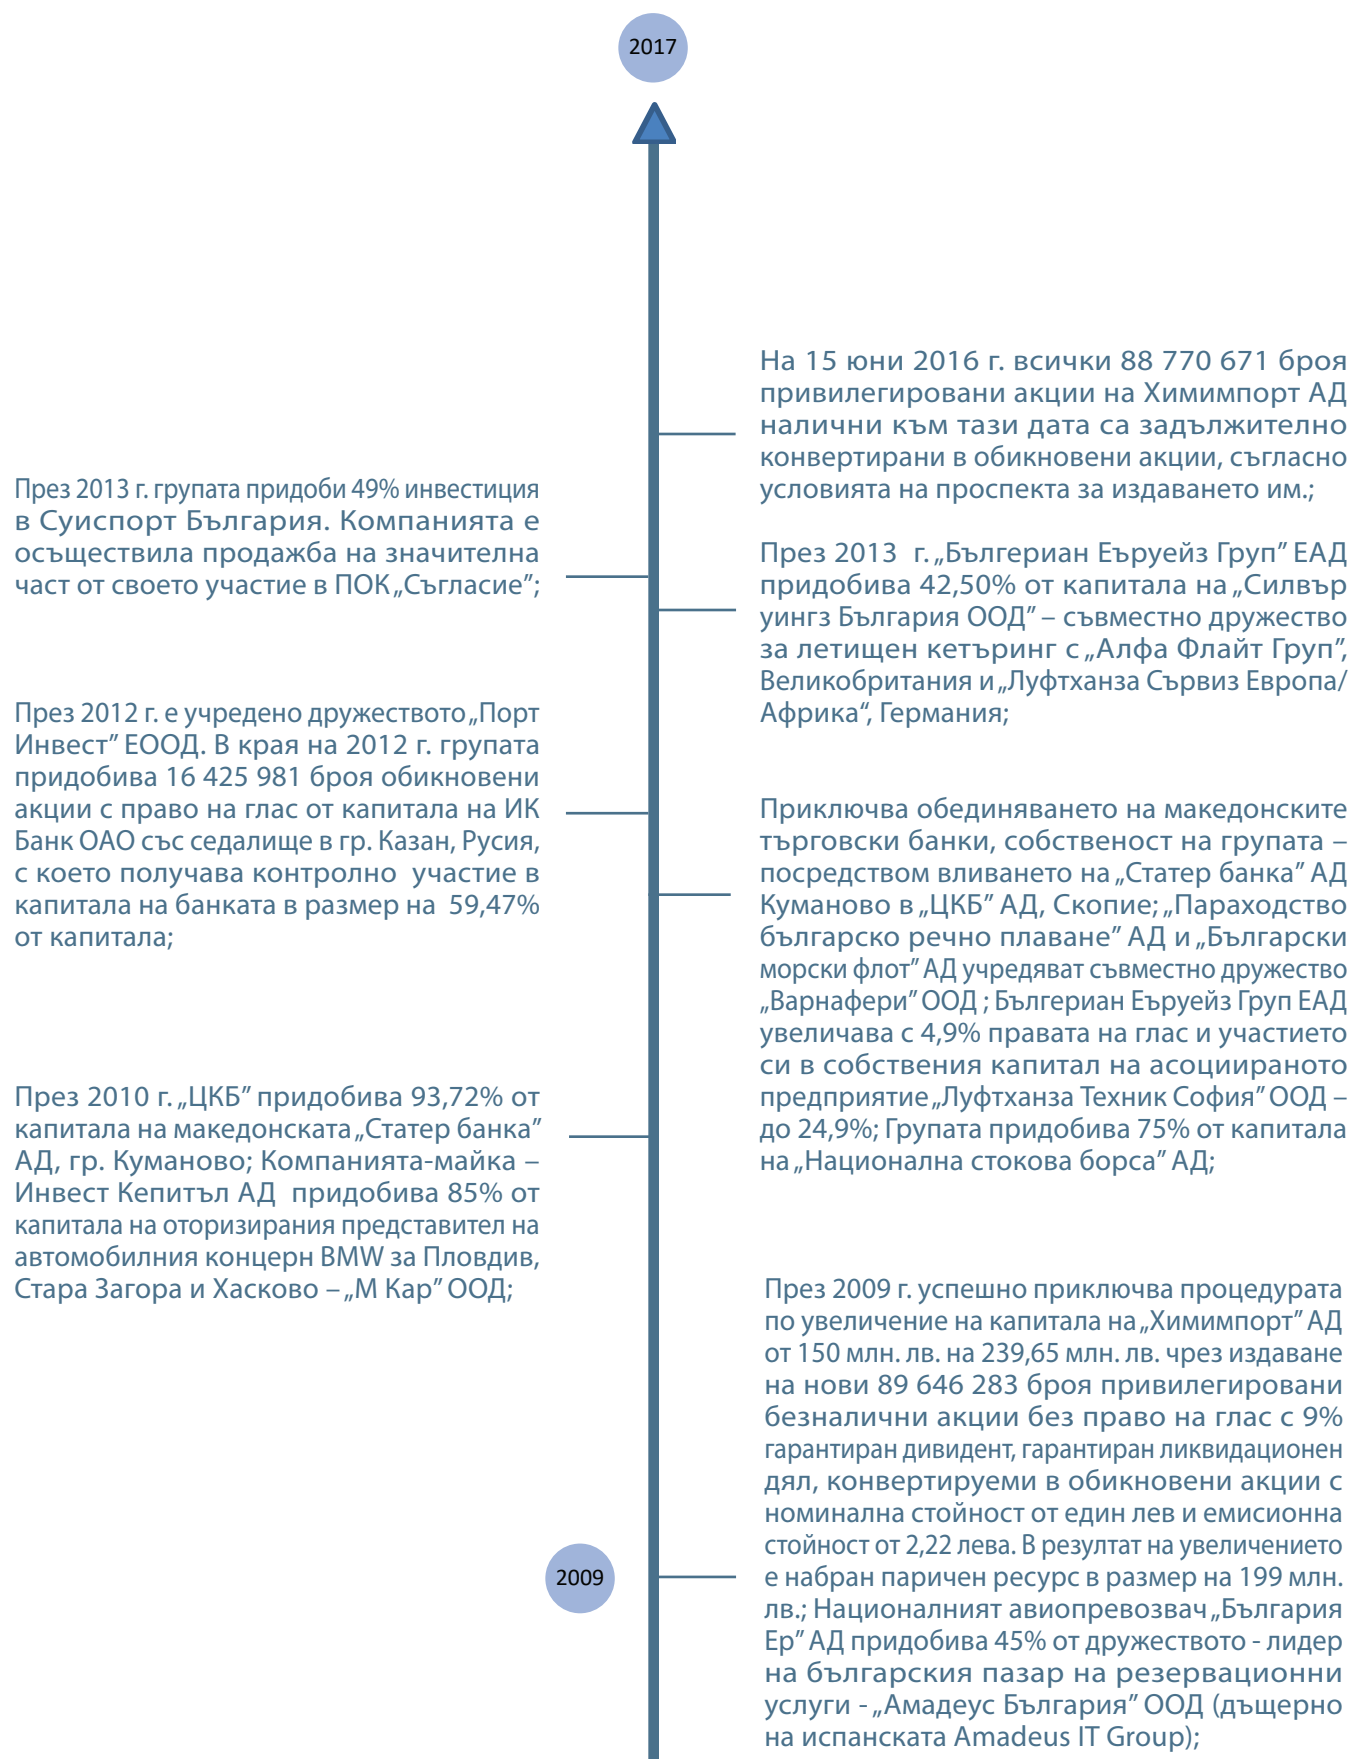 2017
На 15 юни 2016 г. всички 88 770 671 броя
привилегировани акции на Химимпорт АД
налични към тази дата са задължително
конвертирани в обикновени акции, съгласно
условията на проспекта за издаването им.;
През 2013 г. групата придоби 49% инвестиция
в Суиспорт България. Компанията е
осъществила продажба на значителна
част от своето участие в ПОК „Съгласие”;
През 2013  г. „Бългериан Еъруейз Груп” ЕАД
придобива 42,50% от капитала на „Силвър
уингз България ООД” – съвместно дружество
за летищен кетъринг с „Алфа Флайт Груп”,
Великобритания и „Луфтханза Сървиз Европа/
Африка“, Германия;
През 2012 г. е учредено дружеството „Порт
Инвест” ЕООД. В края на 2012 г. групата
придобива 16 425 981 броя обикновени
акции с право на глас от капитала на ИК
Банк ОАО със седалище в гр. Казан, Русия,
с което получава контролно  участие в
капитала на банката в размер на  59,47%
от капитала;
Приключва обединяването на македонските
търговски банки, собственост на групата –
посредством вливането на „Статер банка” АД
Куманово в „ЦКБ” АД, Скопие; „Параходство
българско речно плаване” АД и „Български
морски флот” АД учредяват съвместно дружество
„Варнафери” ООД ; Бългериан Еъруейз Груп ЕАД
увеличава с 4,9% правата на глас и участието
си в собствения капитал на асоциираното
предприятие „Луфтханза Техник София” ООД –
до 24,9%; Групата придобива 75% от капитала
на „Национална стокова борса” АД;
През 2010 г. „ЦКБ” придобива 93,72% от
капитала на македонската „Статер банка”
АД, гр. Куманово; Компанията-майка –
Инвест Кепитъл АД  придобива 85% от
капитала на оторизирания представител на
автомобилния концерн BMW за Пловдив,
Стара Загора и Хасково – „М Кар” ООД;
2009
През 2009 г. успешно приключва процедурата
по увеличение на капитала на „Химимпорт” АД
от 150 млн. лв. на 239,65 млн. лв. чрез издаване
на нови 89 646 283 броя привилегировани
безналични акции без право на глас с 9%
гарантиран дивидент, гарантиран ликвидационен
дял, конвертируеми в обикновени акции с
номинална стойност от един лев и емисионна
стойност от 2,22 лева. В резултат на увеличението
е набран паричен ресурс в размер на 199 млн.
лв.; Националният авиопревозвач „България
Ер” АД придобива 45% от дружеството - лидер
на българския пазар на резервационни
услуги - „Амадеус България” ООД (дъщерно
на испанската Amadeus IT Group);